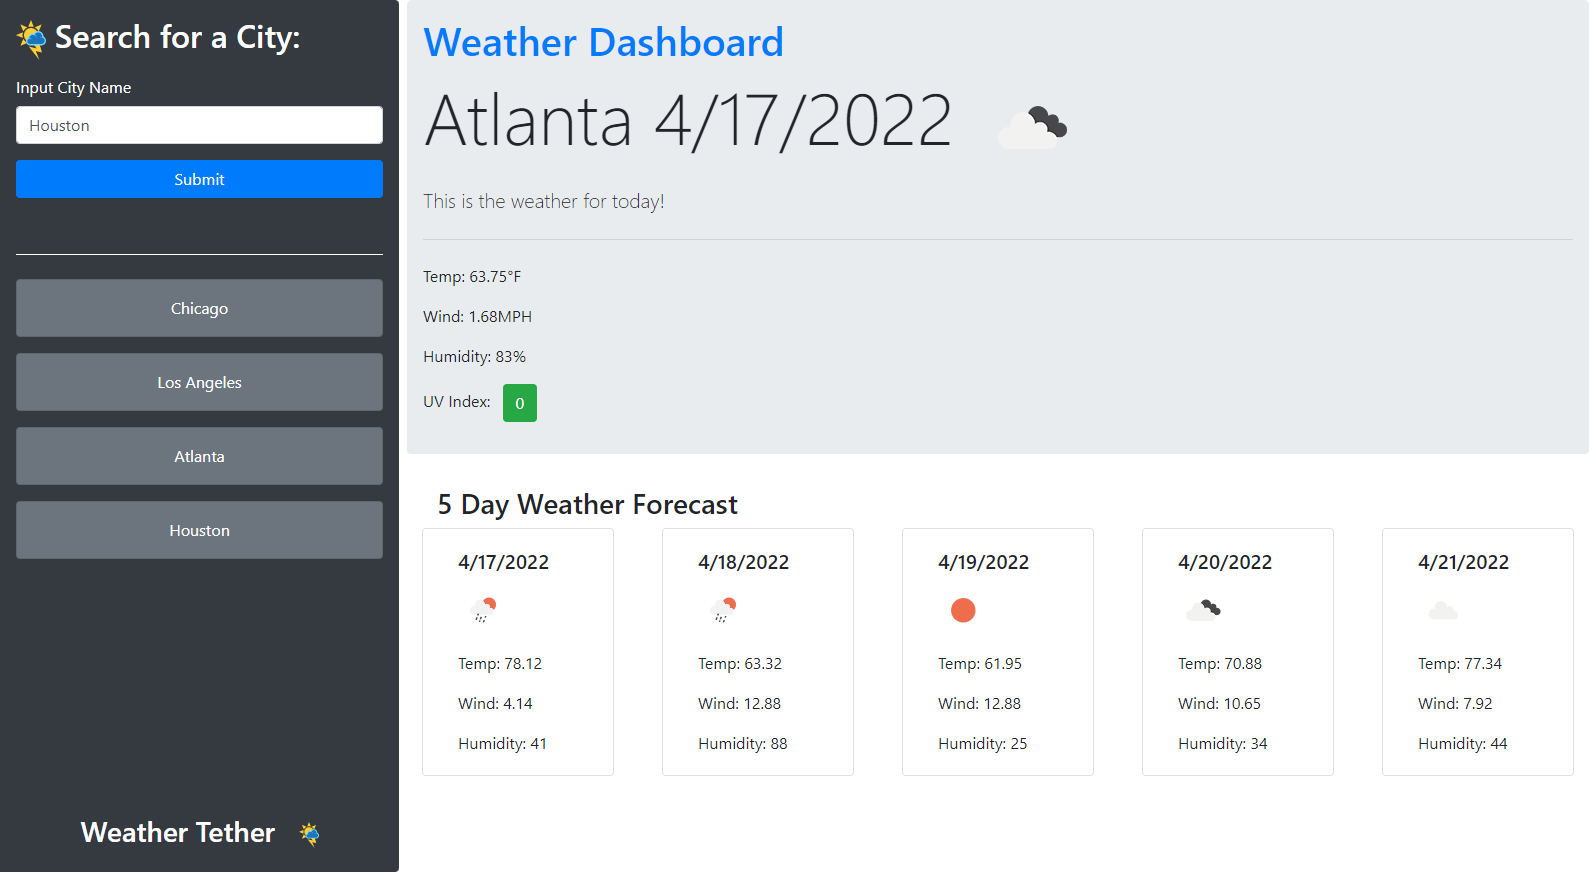 Search for a City:
Input City Name
Houston
Submit
Chicago
Los Angeles
Atlanta
Houston
Weather Tether
Weather Dashboard
Atlanta 4/17/2022
This is the weather for today!
Temp: 63.75°F
Wind: 1.68MPH
Humidity: 83%
UV Index: 0
5 Day Weather Forecast
4/17/2022
Temp: 78.12
Wind: 4.14
Humidity: 41
4/18/2022
Temp: 63.32
Wind: 12.88
Humidity: 88
4/19/2022
Temp: 61.95
Wind: 12.88
Humidity: 25
4/20/2022
Temp: 70.88
Wind: 10.65
Humidity: 34
4/21/2022
Temp: 77.34
Wind: 7.92
Humidity: 44